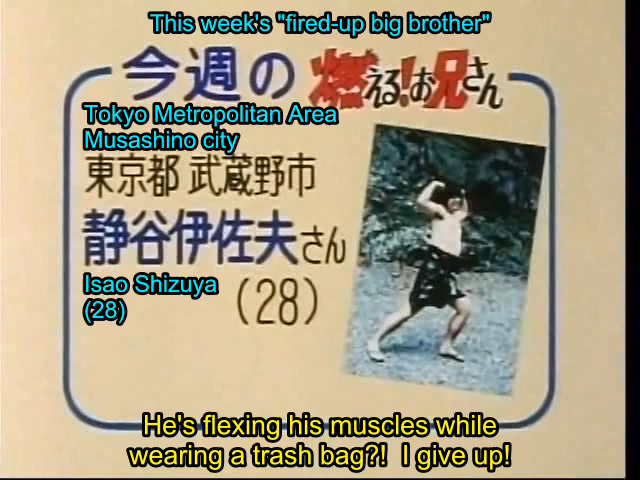 This week's "fired-up big brother"
今週の 燃える!お兄さん
Tokyo Metropolitan Area
Musashino city
東京都 武蔵野市
静谷伊佐夫さん
Isao Shizuya
(28)
(28)
He's flexing his muscles while
wearing a trash bag?! I give up!